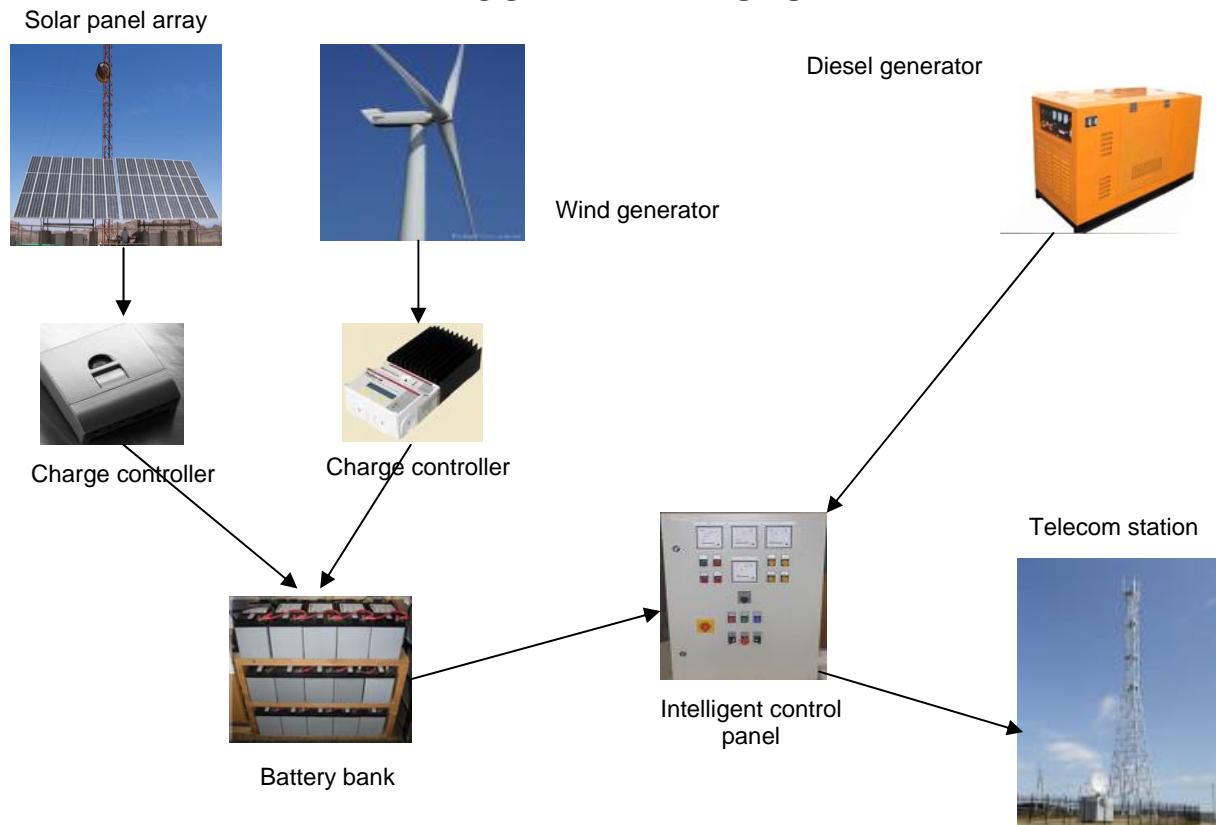 Solar panel array
Diesel generator
Wind generator
Charge controller
Charge controller
Telecom station
Intelligent control
panel
Battery bank